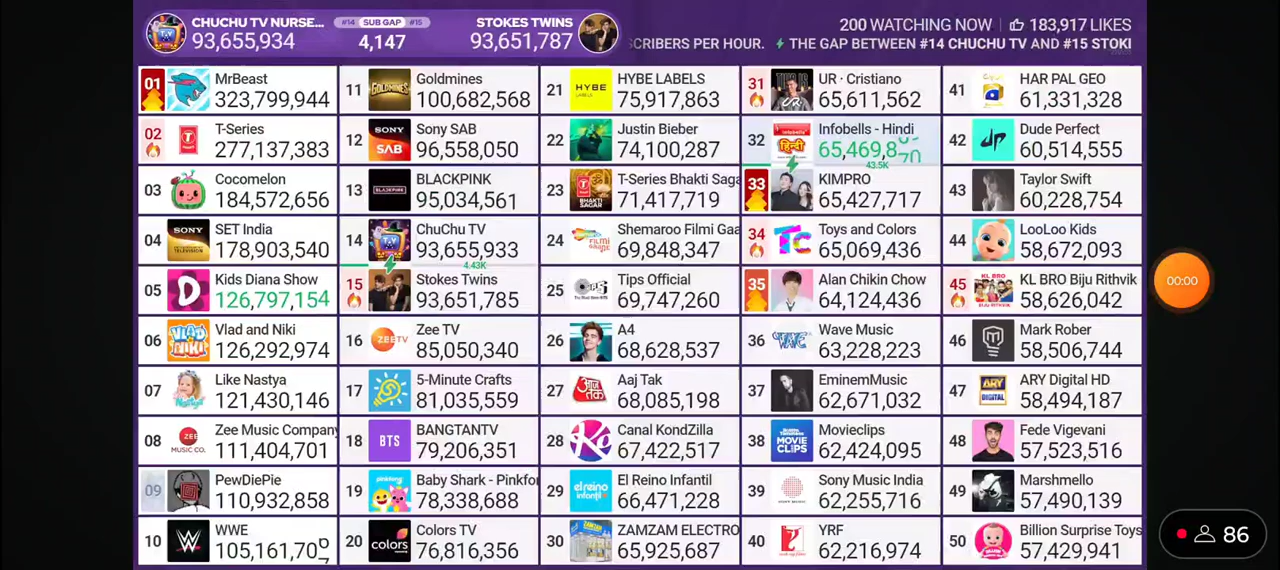 CHUCHU TV NURSE...
93,655,934
#14 SUB GAP #15
4,147
STOKES TWINS
93,651,787
200 WATCHING NOW | 183,917 LIKES
SCRIBERS PER HOUR. THE GAP BETWEEN #14 CHUCHU TV AND #15 STOKI
01 MrBeast
323,799,944
02 T-Series
277,137,383
03 Cocomelon
184,572,656
04 SET India
178,903,540
05 Kids Diana Show
126,797,154
06 Vlad and Niki
126,292,974
07 Like Nastya
121,430,146
08 Zee Music Company
111,404,701
09 PewDiePie
110,932,858
10 WWE
105,161,70
11 Goldmines
100,682,568
12 Sony SAB
96,558,050
13 BLACKPINK
95,034,561
14 ChuChu TV
93,655,933
4.43K
15 Stokes Twins
93,651,785
16 Zee TV
85,050,340
17 5-Minute Crafts
81,035,559
18 BANGTANTV
79,206,351
19 Baby Shark - Pinkfor
78,338,688
20 Colors TV
76,816,356
21 HYBE LABELS
75,917,863
22 Justin Bieber
74,100,287
23 T-Series Bhakti Saga
71,417,719
24 Shemaroo Filmi Gaa
69,848,347
25 Tips Official
69,747,260
26 A4
68,628,537
27 Aaj Tak
68,085,198
28 Canal KondZilla
67,422,517
29 El Reino Infantil
66,471,228
30 ZAMZAM ELECTRO
65,925,687
31 UR · Cristiano
65,611,562
32 Infobells - Hindi
65,469,8
43.5K
33 KIMPRO
65,427,717
34 Toys and Colors
65,069,436
35 Alan Chikin Chow
64,124,436
36 Wave Music
63,228,223
37 EminemMusic
62,671,032
38 Movieclips
62,424,095
39 Sony Music India
62,255,716
40 YRF
62,216,974
41 HAR PAL GEO
61,331,328
42 Dude Perfect
60,514,555
43 Taylor Swift
60,228,754
44 LooLoo Kids
58,672,093
45 KL BRO Biju Rithvik
58,626,042
46 Mark Rober
58,506,744
47 ARY Digital HD
58,494,187
48 Fede Vigevani
57,523,516
49 Marshmello
57,490,139
50 Billion Surprise Toys
57,429,941
00:00
86